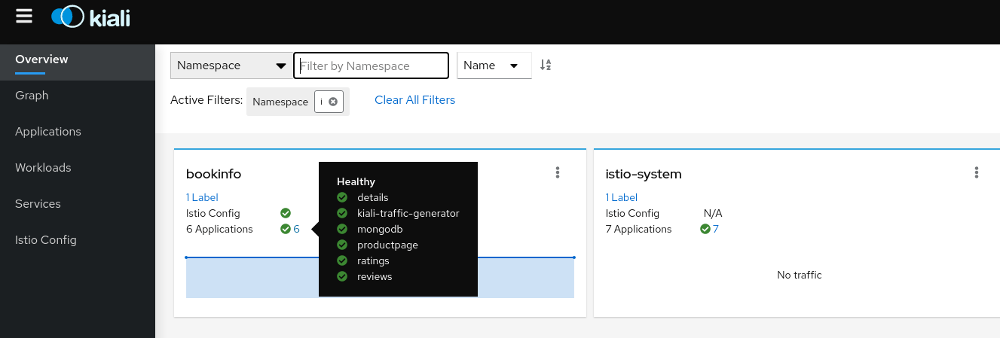 kiali
Overview
Graph
Applications
Workloads
Services
Istio Config
Namespace
Filter by Namespace
Name
Active Filters: Namespace i Clear All Filters
bookinfo
1 Label
Istio Config
6 Applications 6
Healthy
details
kiali-traffic-generator
mongodb
productpage
ratings
reviews
istio-system
1 Label
Istio Config N/A
7 Applications 7
No traffic